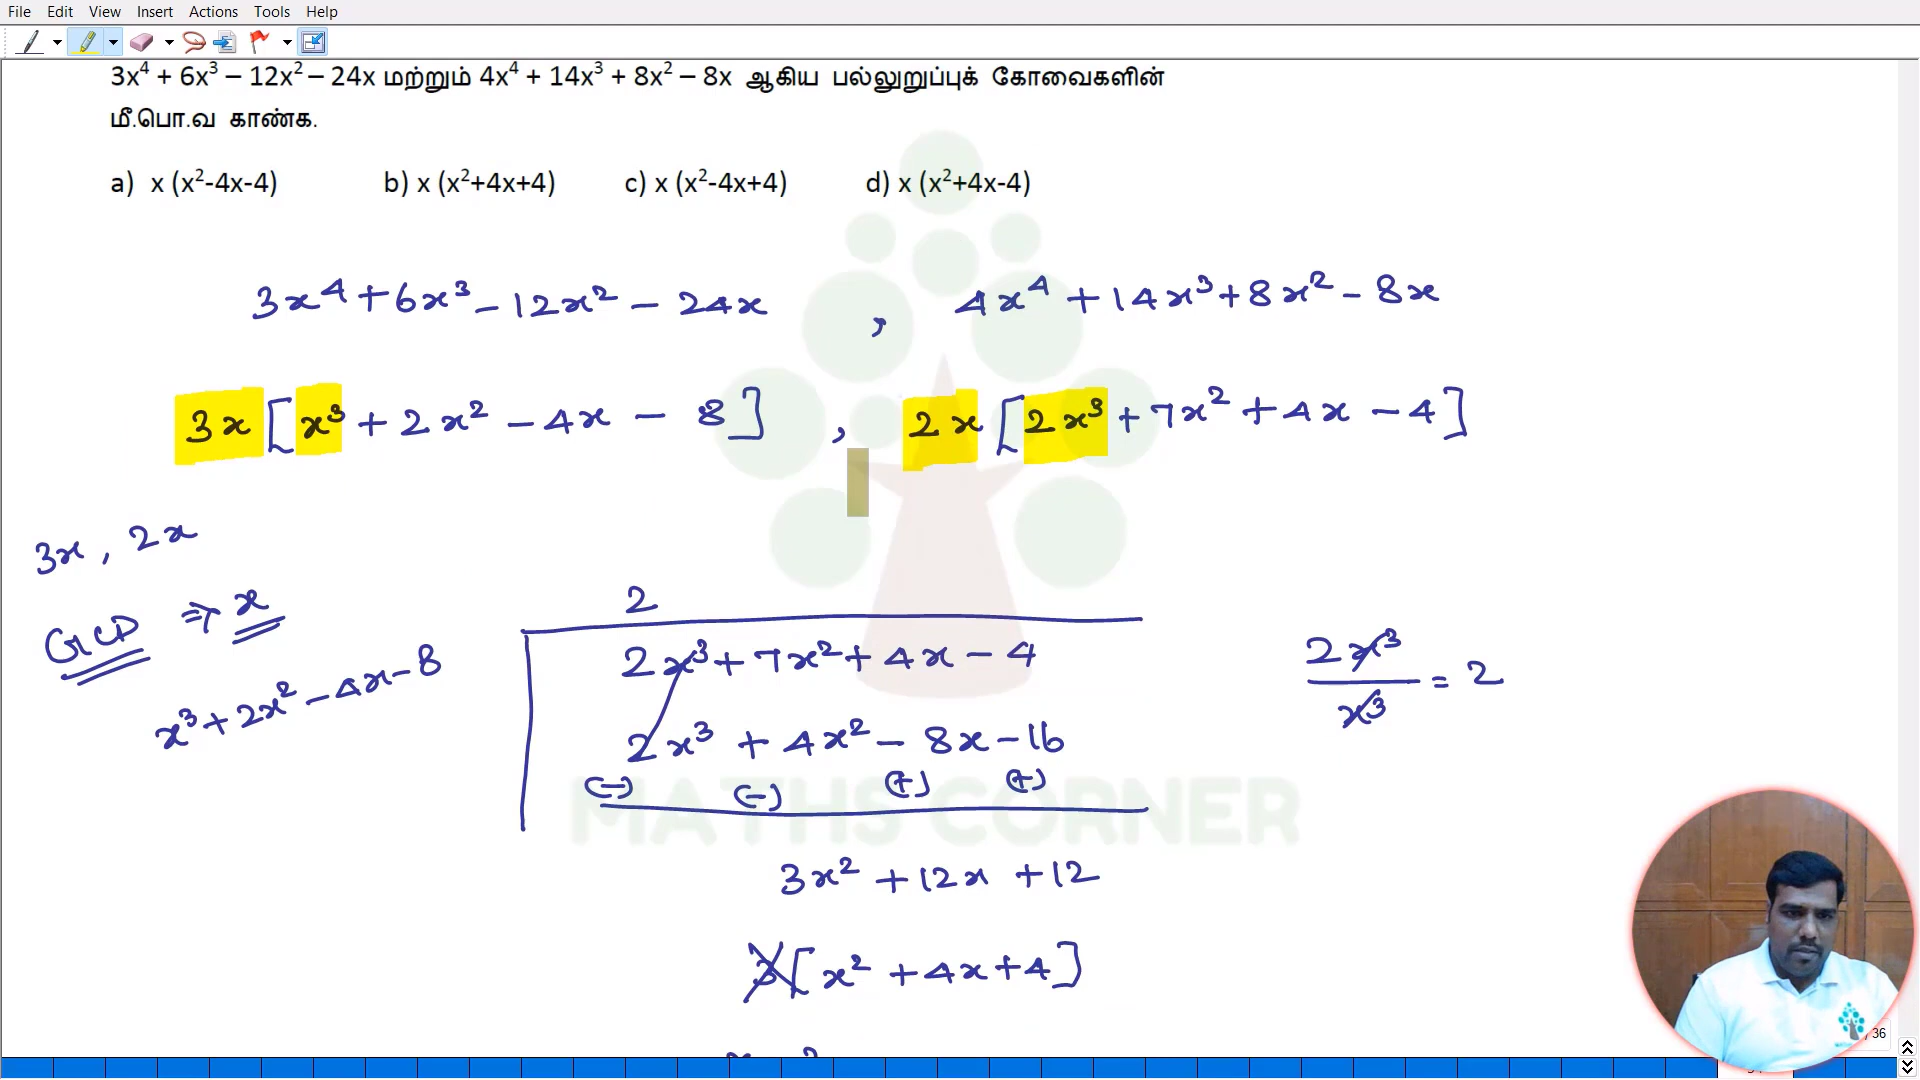 File Edit View Insert Actions Tools Help
3x⁴ + 6x³ – 12x² – 24x மற்றும் 4x⁴ + 14x³ + 8x² – 8x ஆகிய பல்லுறுப்புக் கோவைகளின்
மீ.பொ.வ காண்க.
a) x (x²-4x-4) b) x (x²+4x+4) c) x (x²-4x+4) d) x (x²+4x-4)
3x⁴ + 6x³ – 12x² – 24x , 4x⁴ + 14x³ + 8x² – 8x
3x [x³ + 2x² – 4x – 8] , 2x [2x³ + 7x² + 4x – 4]
3x , 2x
GCD ⇒ x
x³ + 2x² – 4x – 8
2
2x³ + 7x² + 4x – 4
2x³ + 4x² – 8x – 16
(–) (–) (+) (+)
3x² + 12x + 12
3[x² + 4x + 4]
2x³
x³
= 2
MATHS CORNER
36